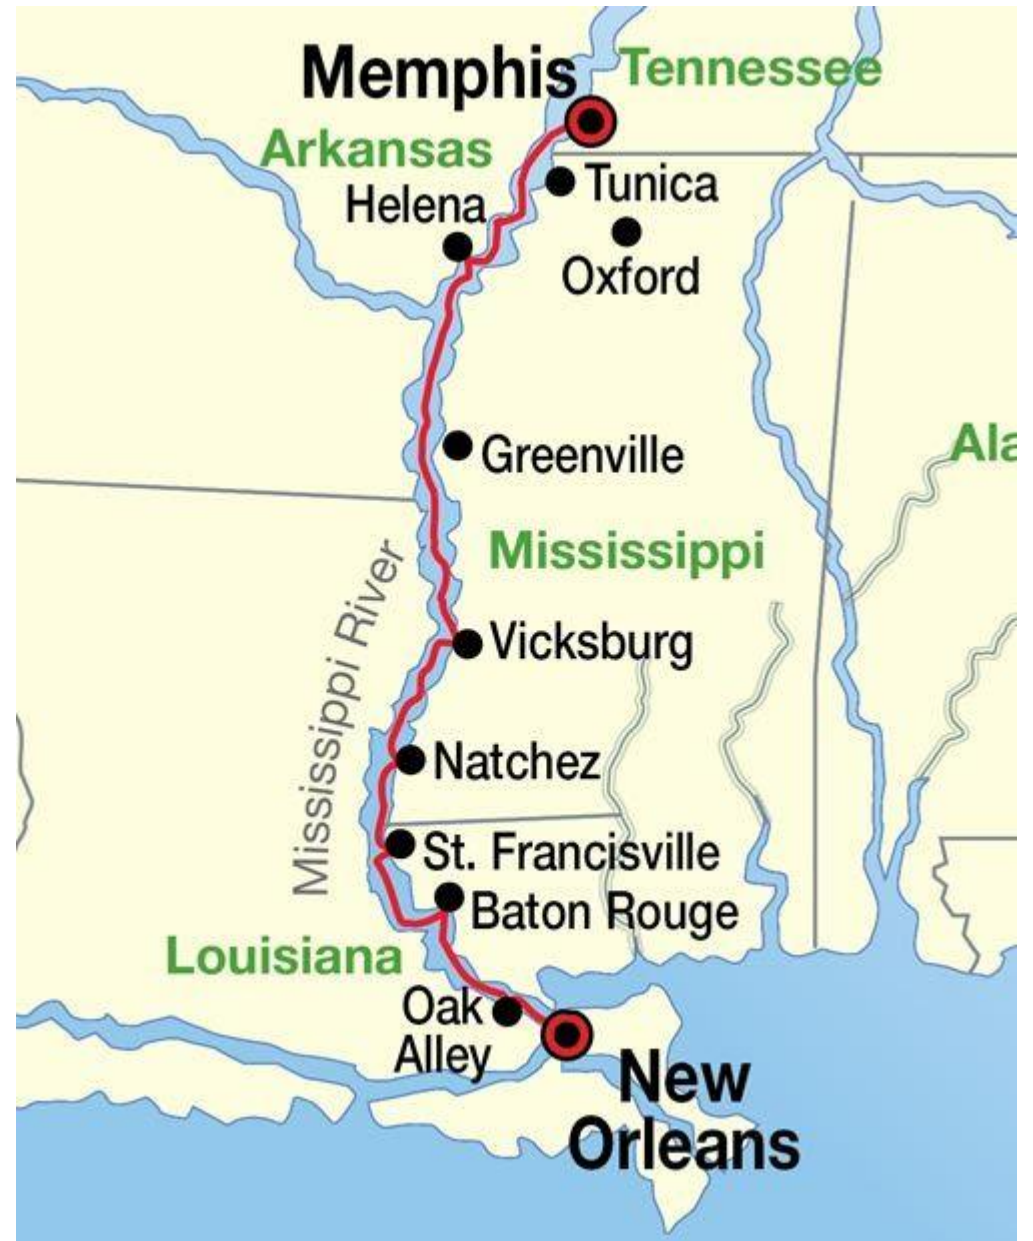 Memphis
Tennessee
Arkansas
Helena
Tunica
Oxford
Greenville
Ala
Mississippi
Mississippi River
Vicksburg
Natchez
St. Francisville
Baton Rouge
Louisiana
Oak
Alley
New
Orleans